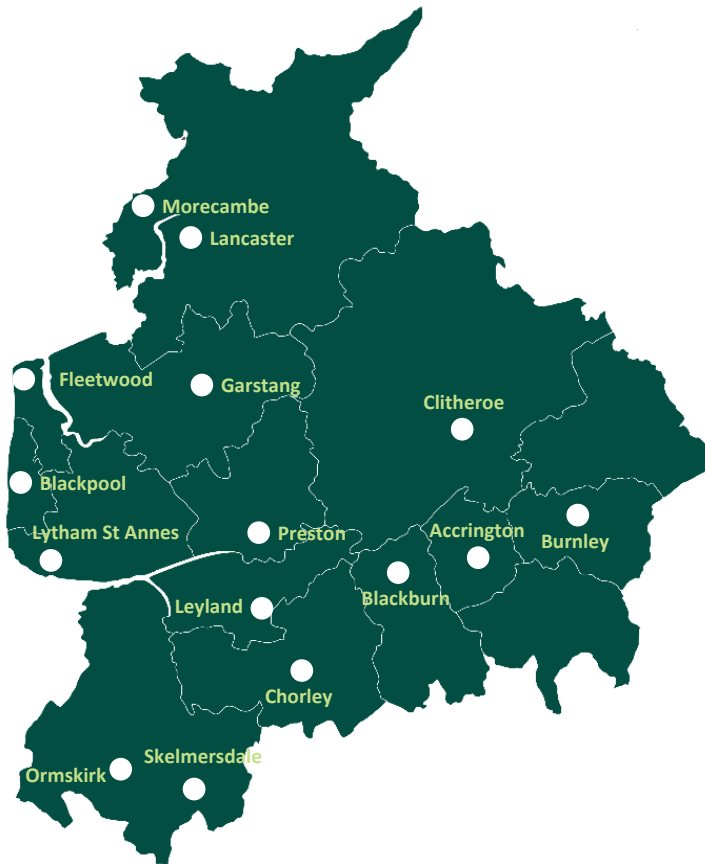 Morecambe
Lancaster
Fleetwood
Garstang
Clitheroe
Blackpool
Lytham St Annes
Preston
Accrington
Burnley
Blackburn
Leyland
Chorley
Skelmersdale
Ormskirk